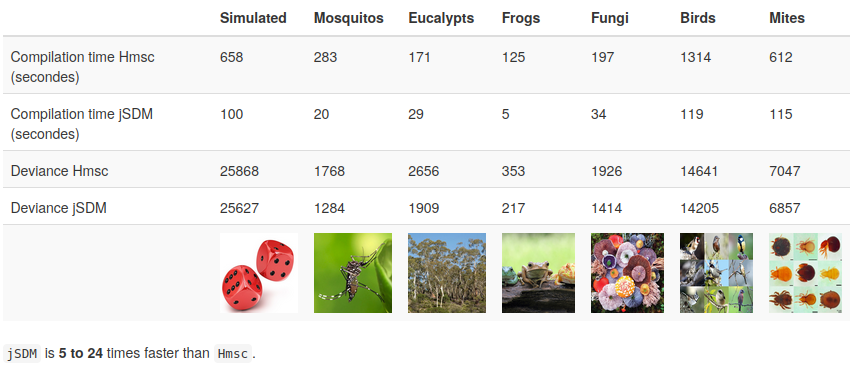 Simulated Mosquitos Eucalypts Frogs Fungi Birds Mites
Compilation time Hmsc (secondes) 658 283 171 125 197 1314 612
Compilation time jSDM (secondes) 100 20 29 5 34 119 115
Deviance Hmsc 25868 1768 2656 353 1926 14641 7047
Deviance jSDM 25627 1284 1909 217 1414 14205 6857
jSDM is 5 to 24 times faster than Hmsc.